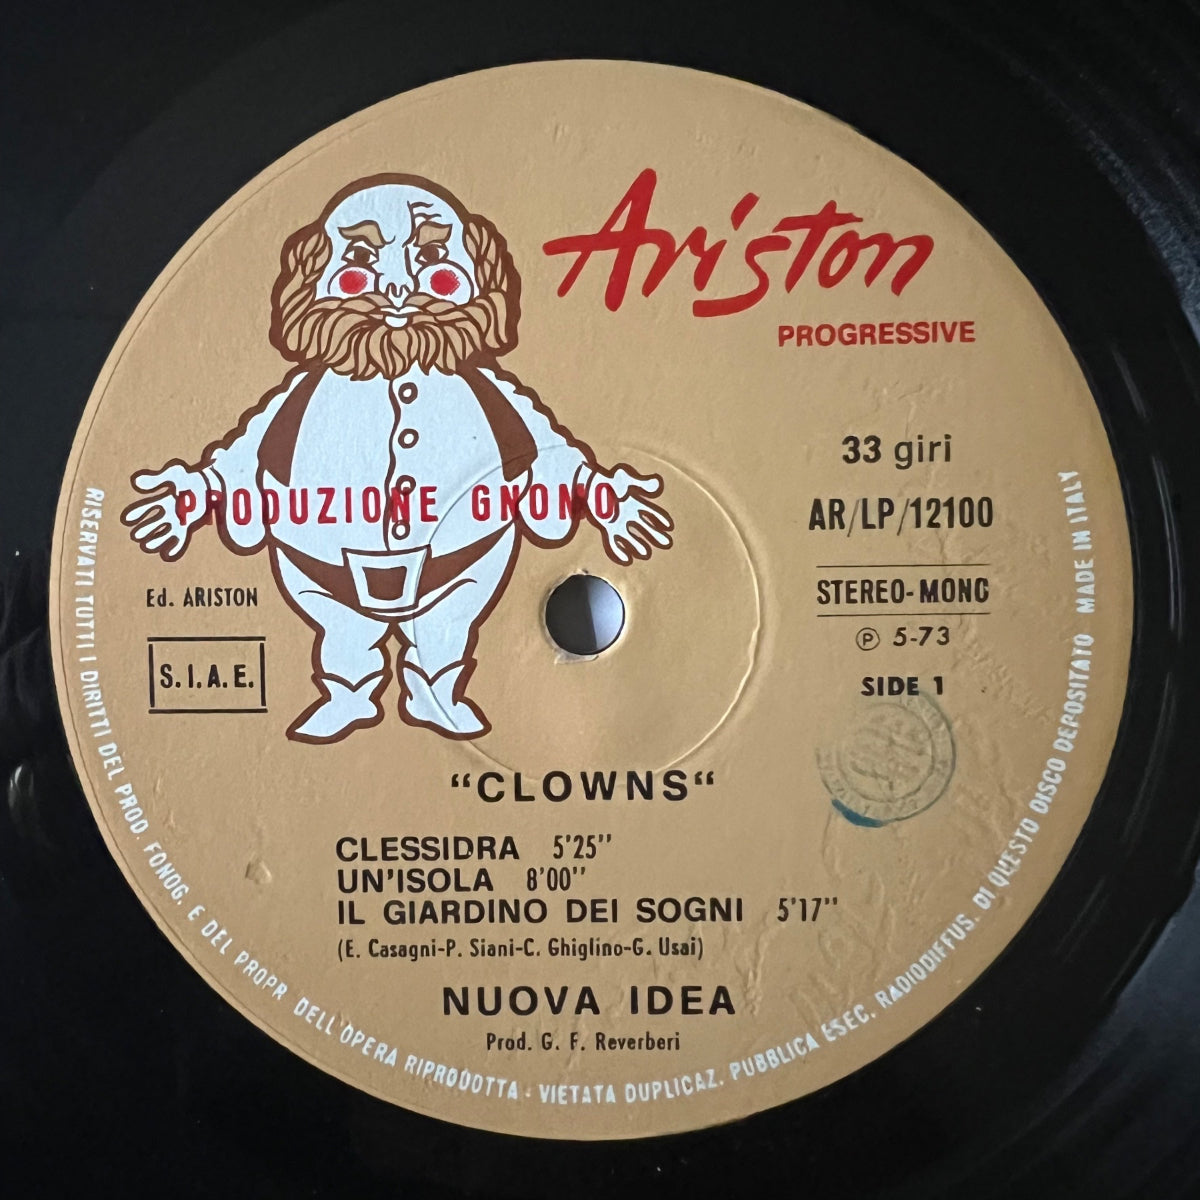 Ariston
PROGRESSIVE
33 giri
AR/LP/12100
STEREO-MONO
Ⓟ 5-73
SIDE 1
PRODUZIONE GNOMO
Ed. ARISTON
S.I.A.E.
“CLOWNS“
CLESSIDRA 5'25''
UN'ISOLA 8'00''
IL GIARDINO DEI SOGNI 5'17''
(E. Casagni-P. Siani-C. Ghiglino-G. Usai)
NUOVA IDEA
Prod. G. F. Reverberi
RISERVATI TUTTI I DIRITTI DEL PROD. FONOG. E DEL PROPR. DELL'OPERA RIPRODOTTA - VIETATA DUPLICAZ. PUBBLICA ESEC. RADIODIFFUS. DI QUESTO DISCO DEPOSITATO MADE IN ITALY